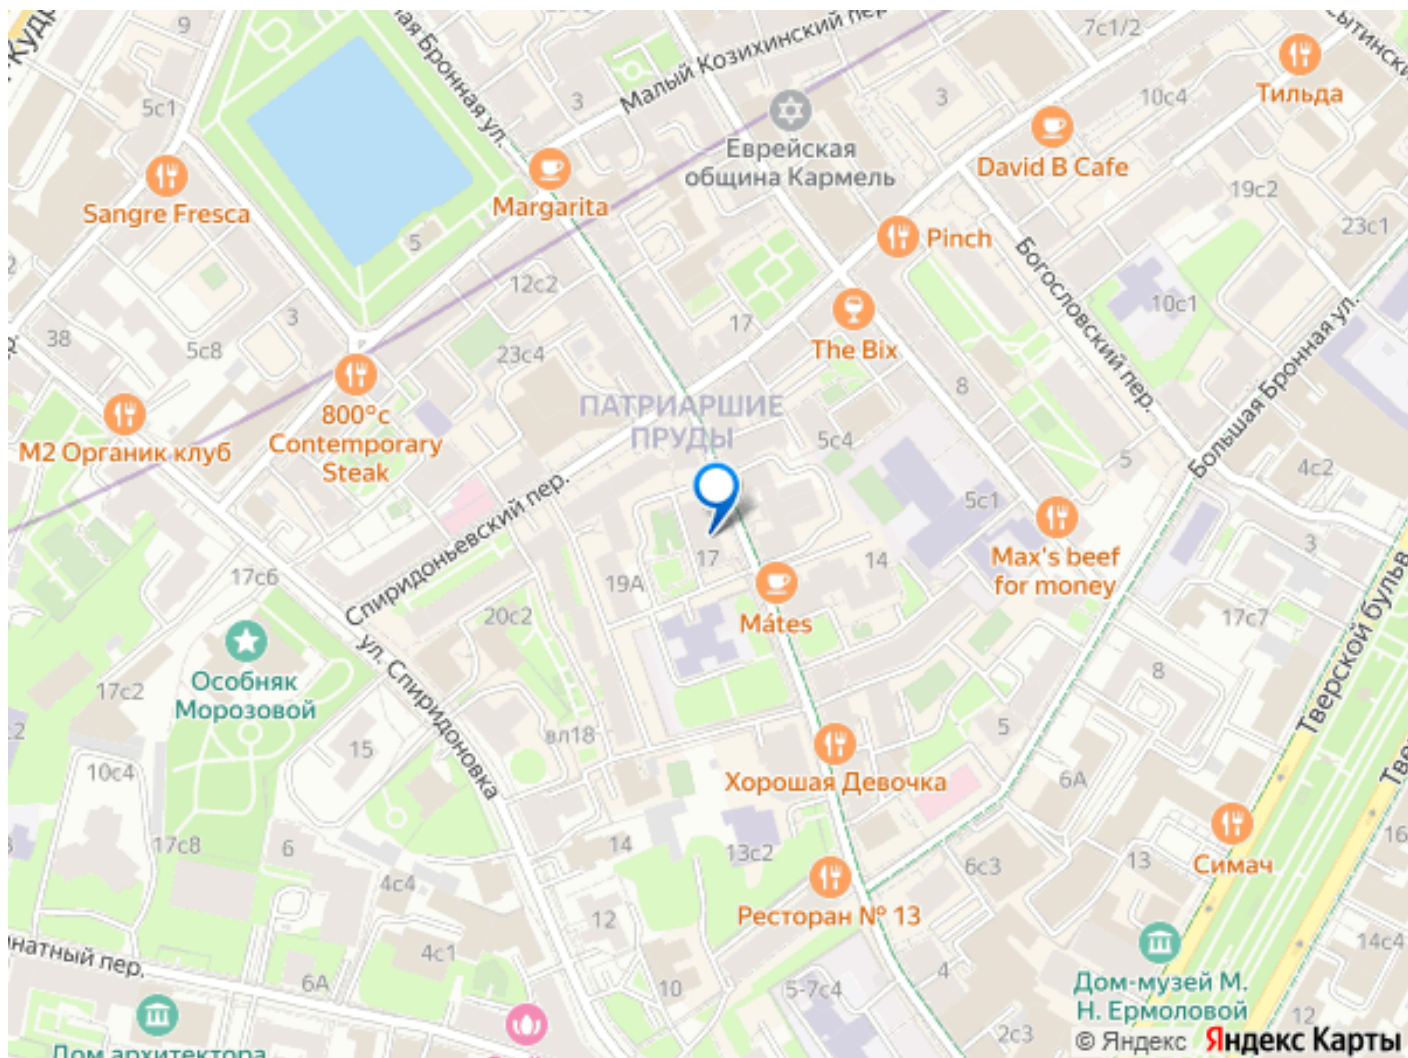 9
7с1/2
Малый Козихинский пер.
5с1
3
3
10с4
Тильда
Еврейская
община Кармель
David B Cafe
Sangre Fresca
Margarita
19с2
23с1
5
Pinch
Богословский пер.
12с2
10с1
3
17
38
5с8
23с4
The Bix
8
Большая Бронная ул.
800°c
Contemporary
Steak
ПАТРИАРШИЕ
ПРУДЫ
М2 Органик клуб
5с4
5
4с2
Спиридоньевский пер.
5с1
Max's beef
for money
3
17
19А
14
17с6
20с2
Mátes
17с7
Особняк
Морозовой
ул. Спиридоновка
17с2
8
Тверской бульв
15
вл18
5
10с4
Хорошая Девочка
6А
17с8
6
14
13с2
6с3
13
Симач
16
4с4
12
Ресторан № 13
4с1
14с4
6А
10
5-7с4
4
Дом-музей М.
Н. Ермоловой
12
2с3
Дом архитектора
© Яндекс Яндекс Карты